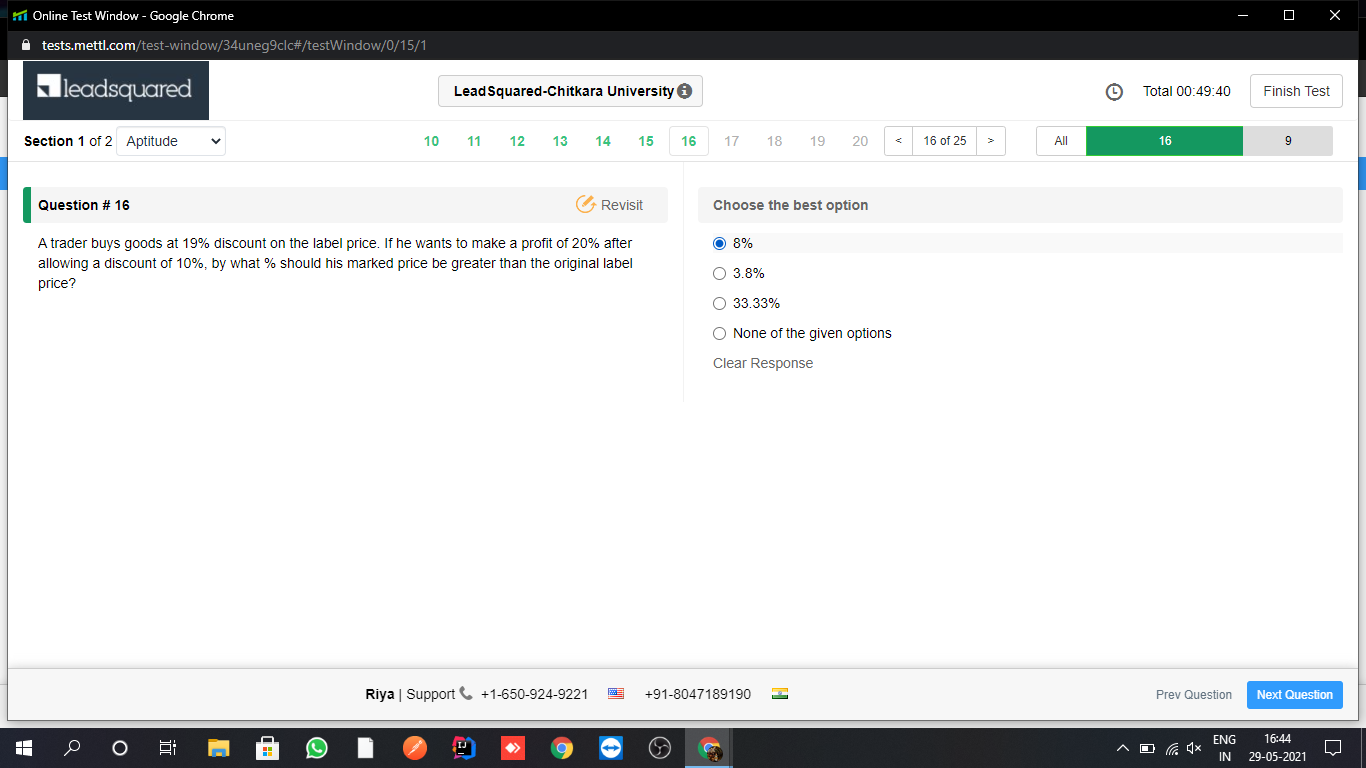 Online Test Window - Google Chrome
tests.mettl.com/test-window/34uneg9clc#/testWindow/0/15/1
leadsquared
LeadSquared-Chitkara University
Total 00:49:40
Finish Test
Section 1 of 2 Aptitude
10 11 12 13 14 15 16 17 18 19 20 < 16 of 25 > All 16 9
Question # 16
Revisit
A trader buys goods at 19% discount on the label price. If he wants to make a profit of 20% after
allowing a discount of 10%, by what % should his marked price be greater than the original label
price?
Choose the best option
8%
3.8%
33.33%
None of the given options
Clear Response
Riya | Support +1-650-924-9221 +91-8047189190
Prev Question
Next Question
ENG
IN
16:44
29-05-2021